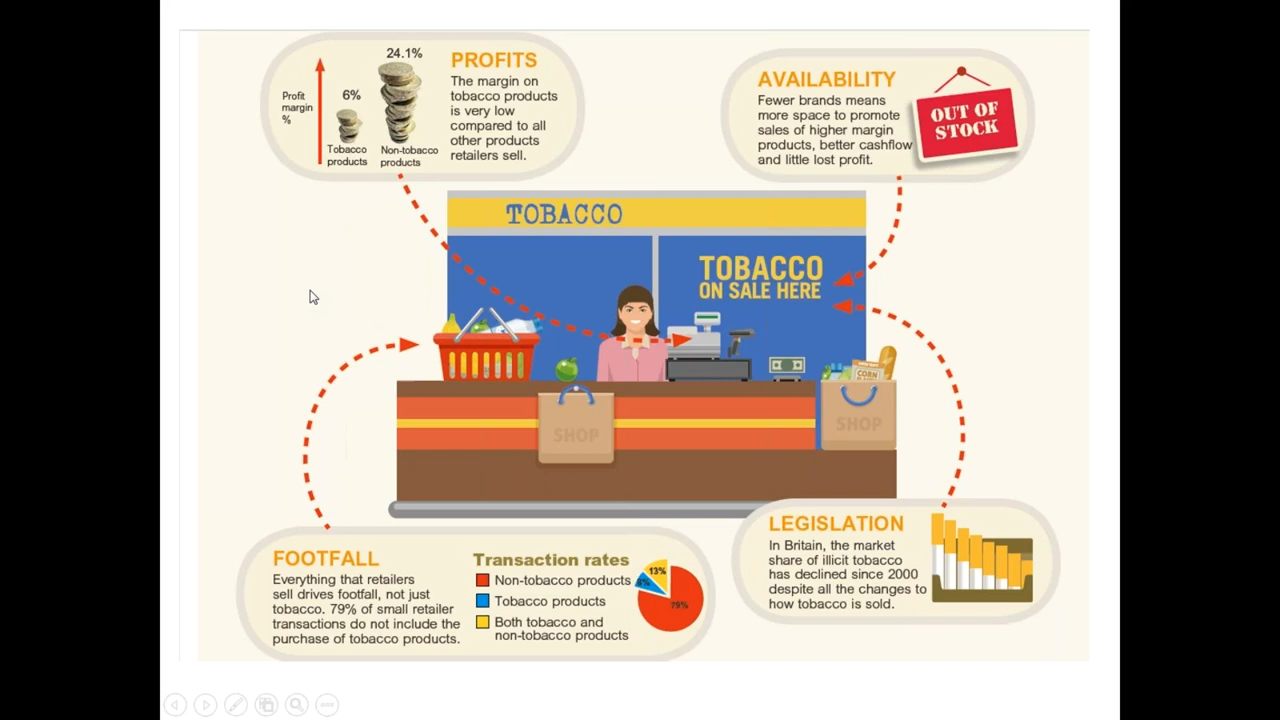 24.1%
6%
Profit
margin
%
Tobacco
products
Non-tobacco
products
PROFITS
The margin on
tobacco products
is very low
compared to all
other products
retailers sell.
AVAILABILITY
Fewer brands means
more space to promote
sales of higher margin
products, better cashflow
and little lost profit.
OUT OF
STOCK
TOBACCO
TOBACCO
ON SALE HERE
CORN
SHOP
SHOP
FOOTFALL
Everything that retailers
sell drives footfall, not just
tobacco. 79% of small retailer
transactions do not include the
purchase of tobacco products.
Transaction rates
Non-tobacco products
Tobacco products
Both tobacco and
non-tobacco products
13%
79%
LEGISLATION
In Britain, the market
share of illicit tobacco
has declined since 2000
despite all the changes to
how tobacco is sold.